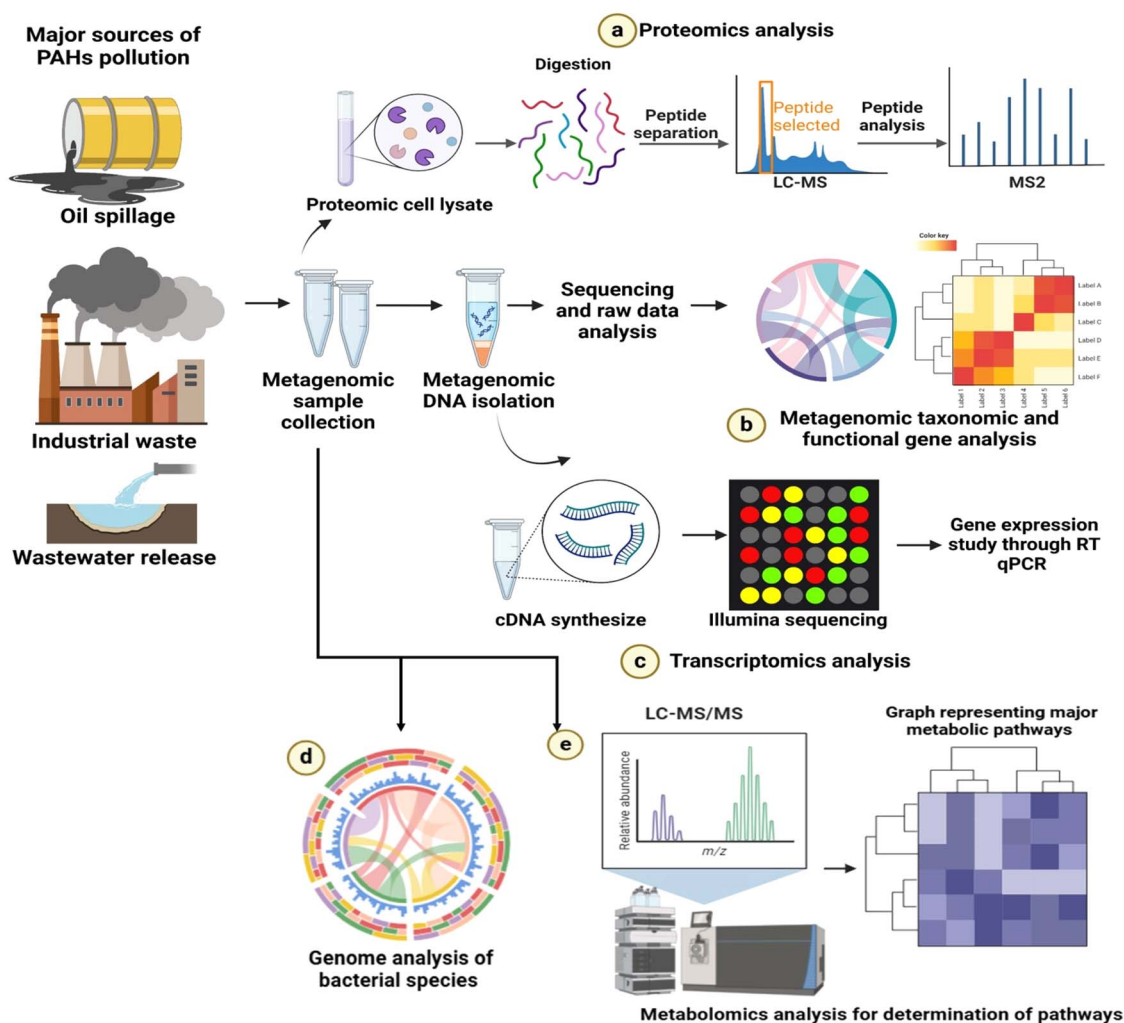 Major sources of
PAHs pollution
Oil spillage
Industrial waste
Wastewater release
a
Proteomics analysis
Proteomic cell lysate
Digestion
Peptide
separation
Peptide
selected
LC-MS
Peptide
analysis
MS2
Metagenomic
sample
collection
Metagenomic
DNA isolation
Sequencing
and raw data
analysis
Color key
Label A
Label B
Label C
Label D
Label E
Label F
Label 1
Label 2
Label 3
Label 4
Label 5
Label 6
b
Metagenomic taxonomic and
functional gene analysis
cDNA synthesize
Illumina sequencing
Gene expression
study through RT
qPCR
c
Transcriptomics analysis
d
Genome analysis of
bacterial species
e
LC-MS/MS
Relative abundance
m/z
Graph representing major
metabolic pathways
Metabolomics analysis for determination of pathways